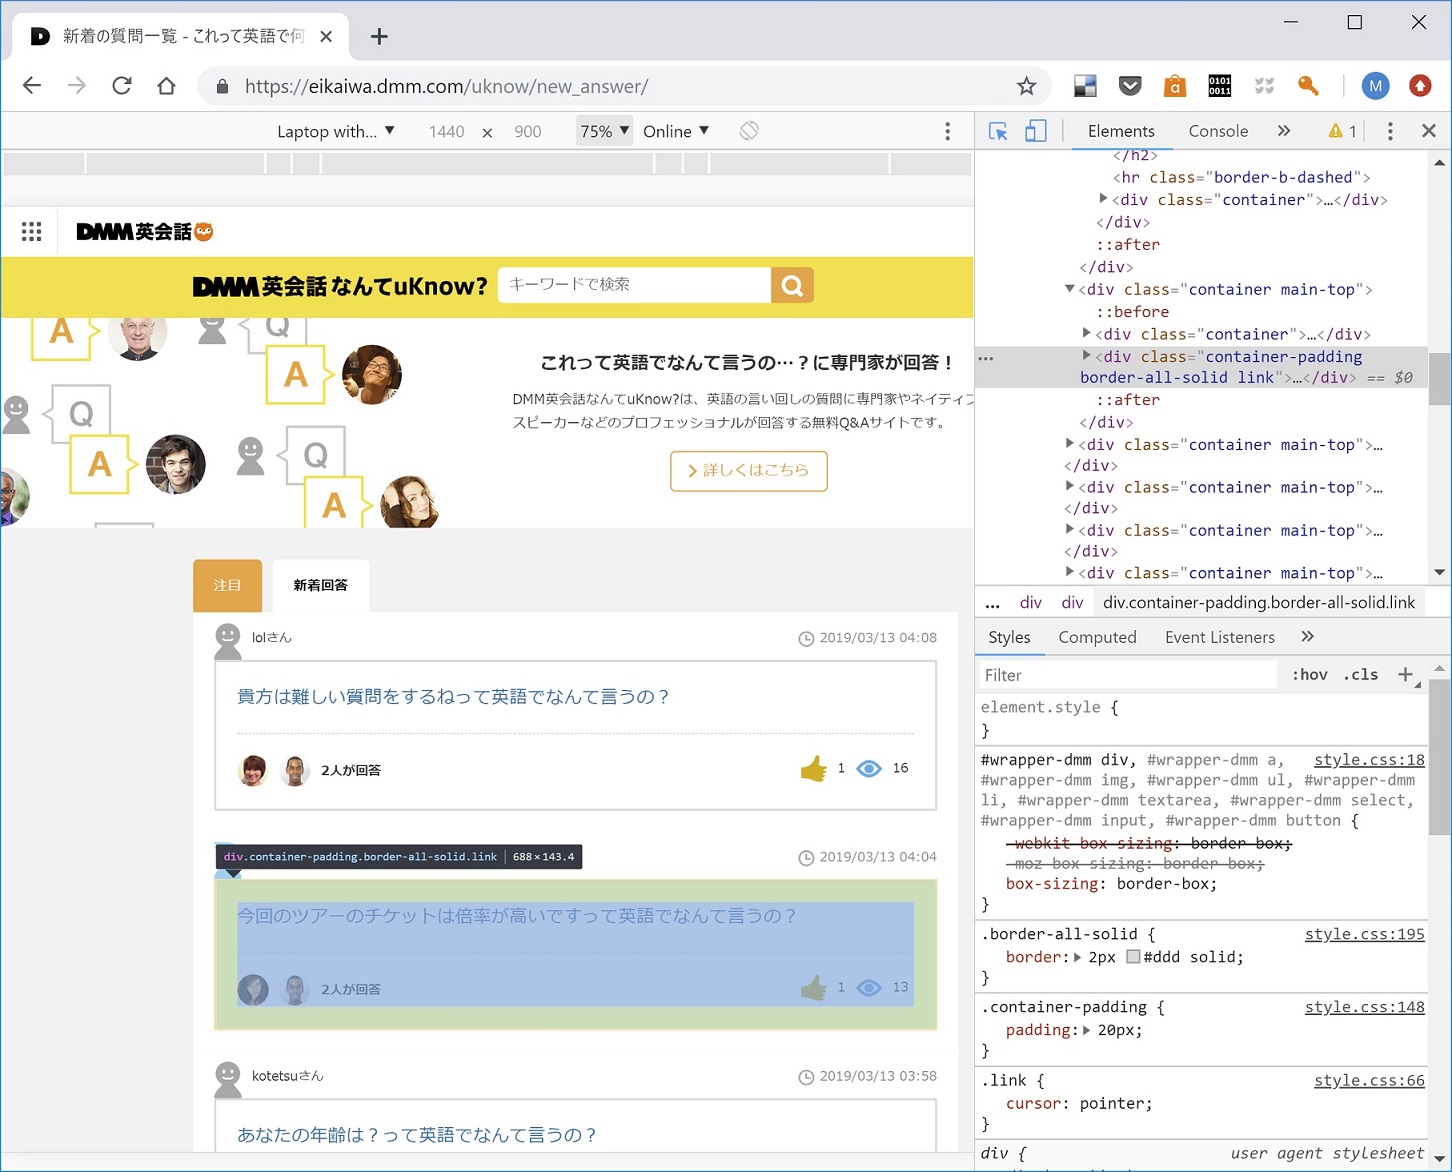 新着の質問一覧 - これって英語で何
https://eikaiwa.dmm.com/uknow/new_answer/
0101
0011
M
Laptop with... ▼ 1440 × 900 75% ▼ Online ▼
DMM英会話
DMM英会話なんてuKnow?
キーワードで検索
A
Q
A
Q
A
Q
A
これって英語でなんて言うの…？に専門家が回答！
DMM英会話なんてuKnow?は、英語の言い回しの質問に専門家やネイティブ
スピーカーなどのプロフェッショナルが回答する無料Q&Aサイトです。
詳しくはこちら
注目
新着回答
lolさん
2019/03/13 04:08
貴方は難しい質問をするねって英語でなんて言うの？
2人が回答
1 16
div.container-padding.border-all-solid.link | 688×143.4
2019/03/13 04:04
今回のツアーのチケットは倍率が高いですって英語でなんて言うの？
2人が回答
1 13
kotetsuさん
2019/03/13 03:58
あなたの年齢は？って英語でなんて言うの？
Elements Console » 1
</h2>
<hr class="border-b-dashed">
▶<div class="container">…</div>
</div>
::after
</div>
▼<div class="container main-top">
::before
▶<div class="container">…</div>
▶<div class="container-padding
border-all-solid link">…</div> == $0
::after
</div>
▶<div class="container main-top">…
</div>
▶<div class="container main-top">…
</div>
▶<div class="container main-top">…
</div>
▶<div class="container main-top">…
... div div div.container-padding.border-all-solid.link
Styles Computed Event Listeners »
Filter :hov .cls +
element.style {
}
#wrapper-dmm div, #wrapper-dmm a, style.css:18
#wrapper-dmm img, #wrapper-dmm ul, #wrapper-dmm
li, #wrapper-dmm textarea, #wrapper-dmm select,
#wrapper-dmm input, #wrapper-dmm button {
-webkit-box-sizing: border-box;
-moz-box-sizing: border-box;
box-sizing: border-box;
}
.border-all-solid { style.css:195
border:▶ 2px #ddd solid;
}
.container-padding { style.css:148
padding:▶ 20px;
}
.link { style.css:66
cursor: pointer;
}
div { user agent stylesheet